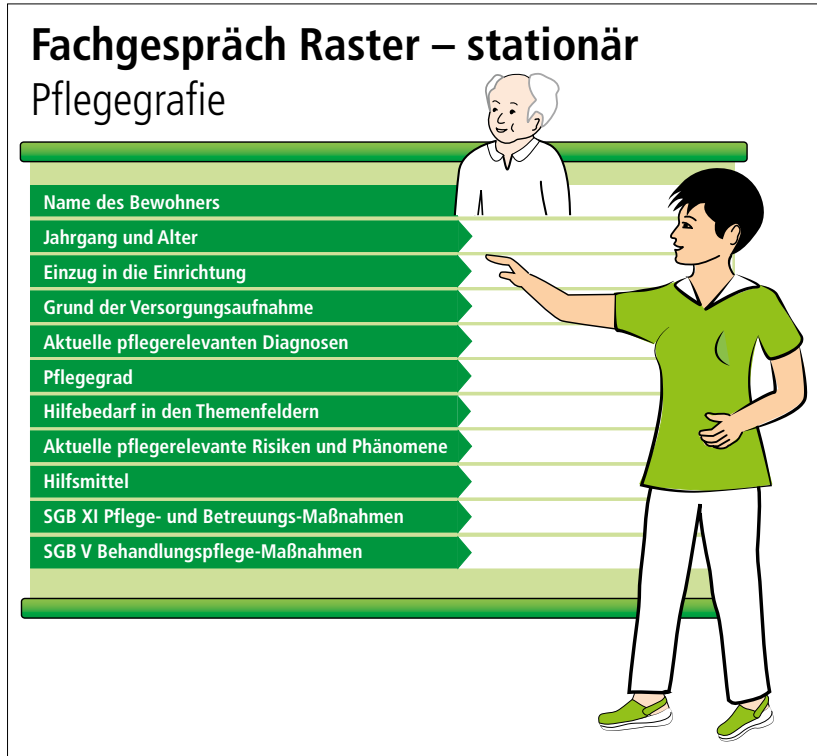 Fachgespräch Raster – stationär
Pflegegrafie
Name des Bewohners
Jahrgang und Alter
Einzug in die Einrichtung
Grund der Versorgungsaufnahme
Aktuelle pflegerelevanten Diagnosen
Pflegegrad
Hilfebedarf in den Themenfeldern
Aktuelle pflegerelevante Risiken und Phänomene
Hilfsmittel
SGB XI Pflege- und Betreuungs-Maßnahmen
SGB V Behandlungspflege-Maßnahmen